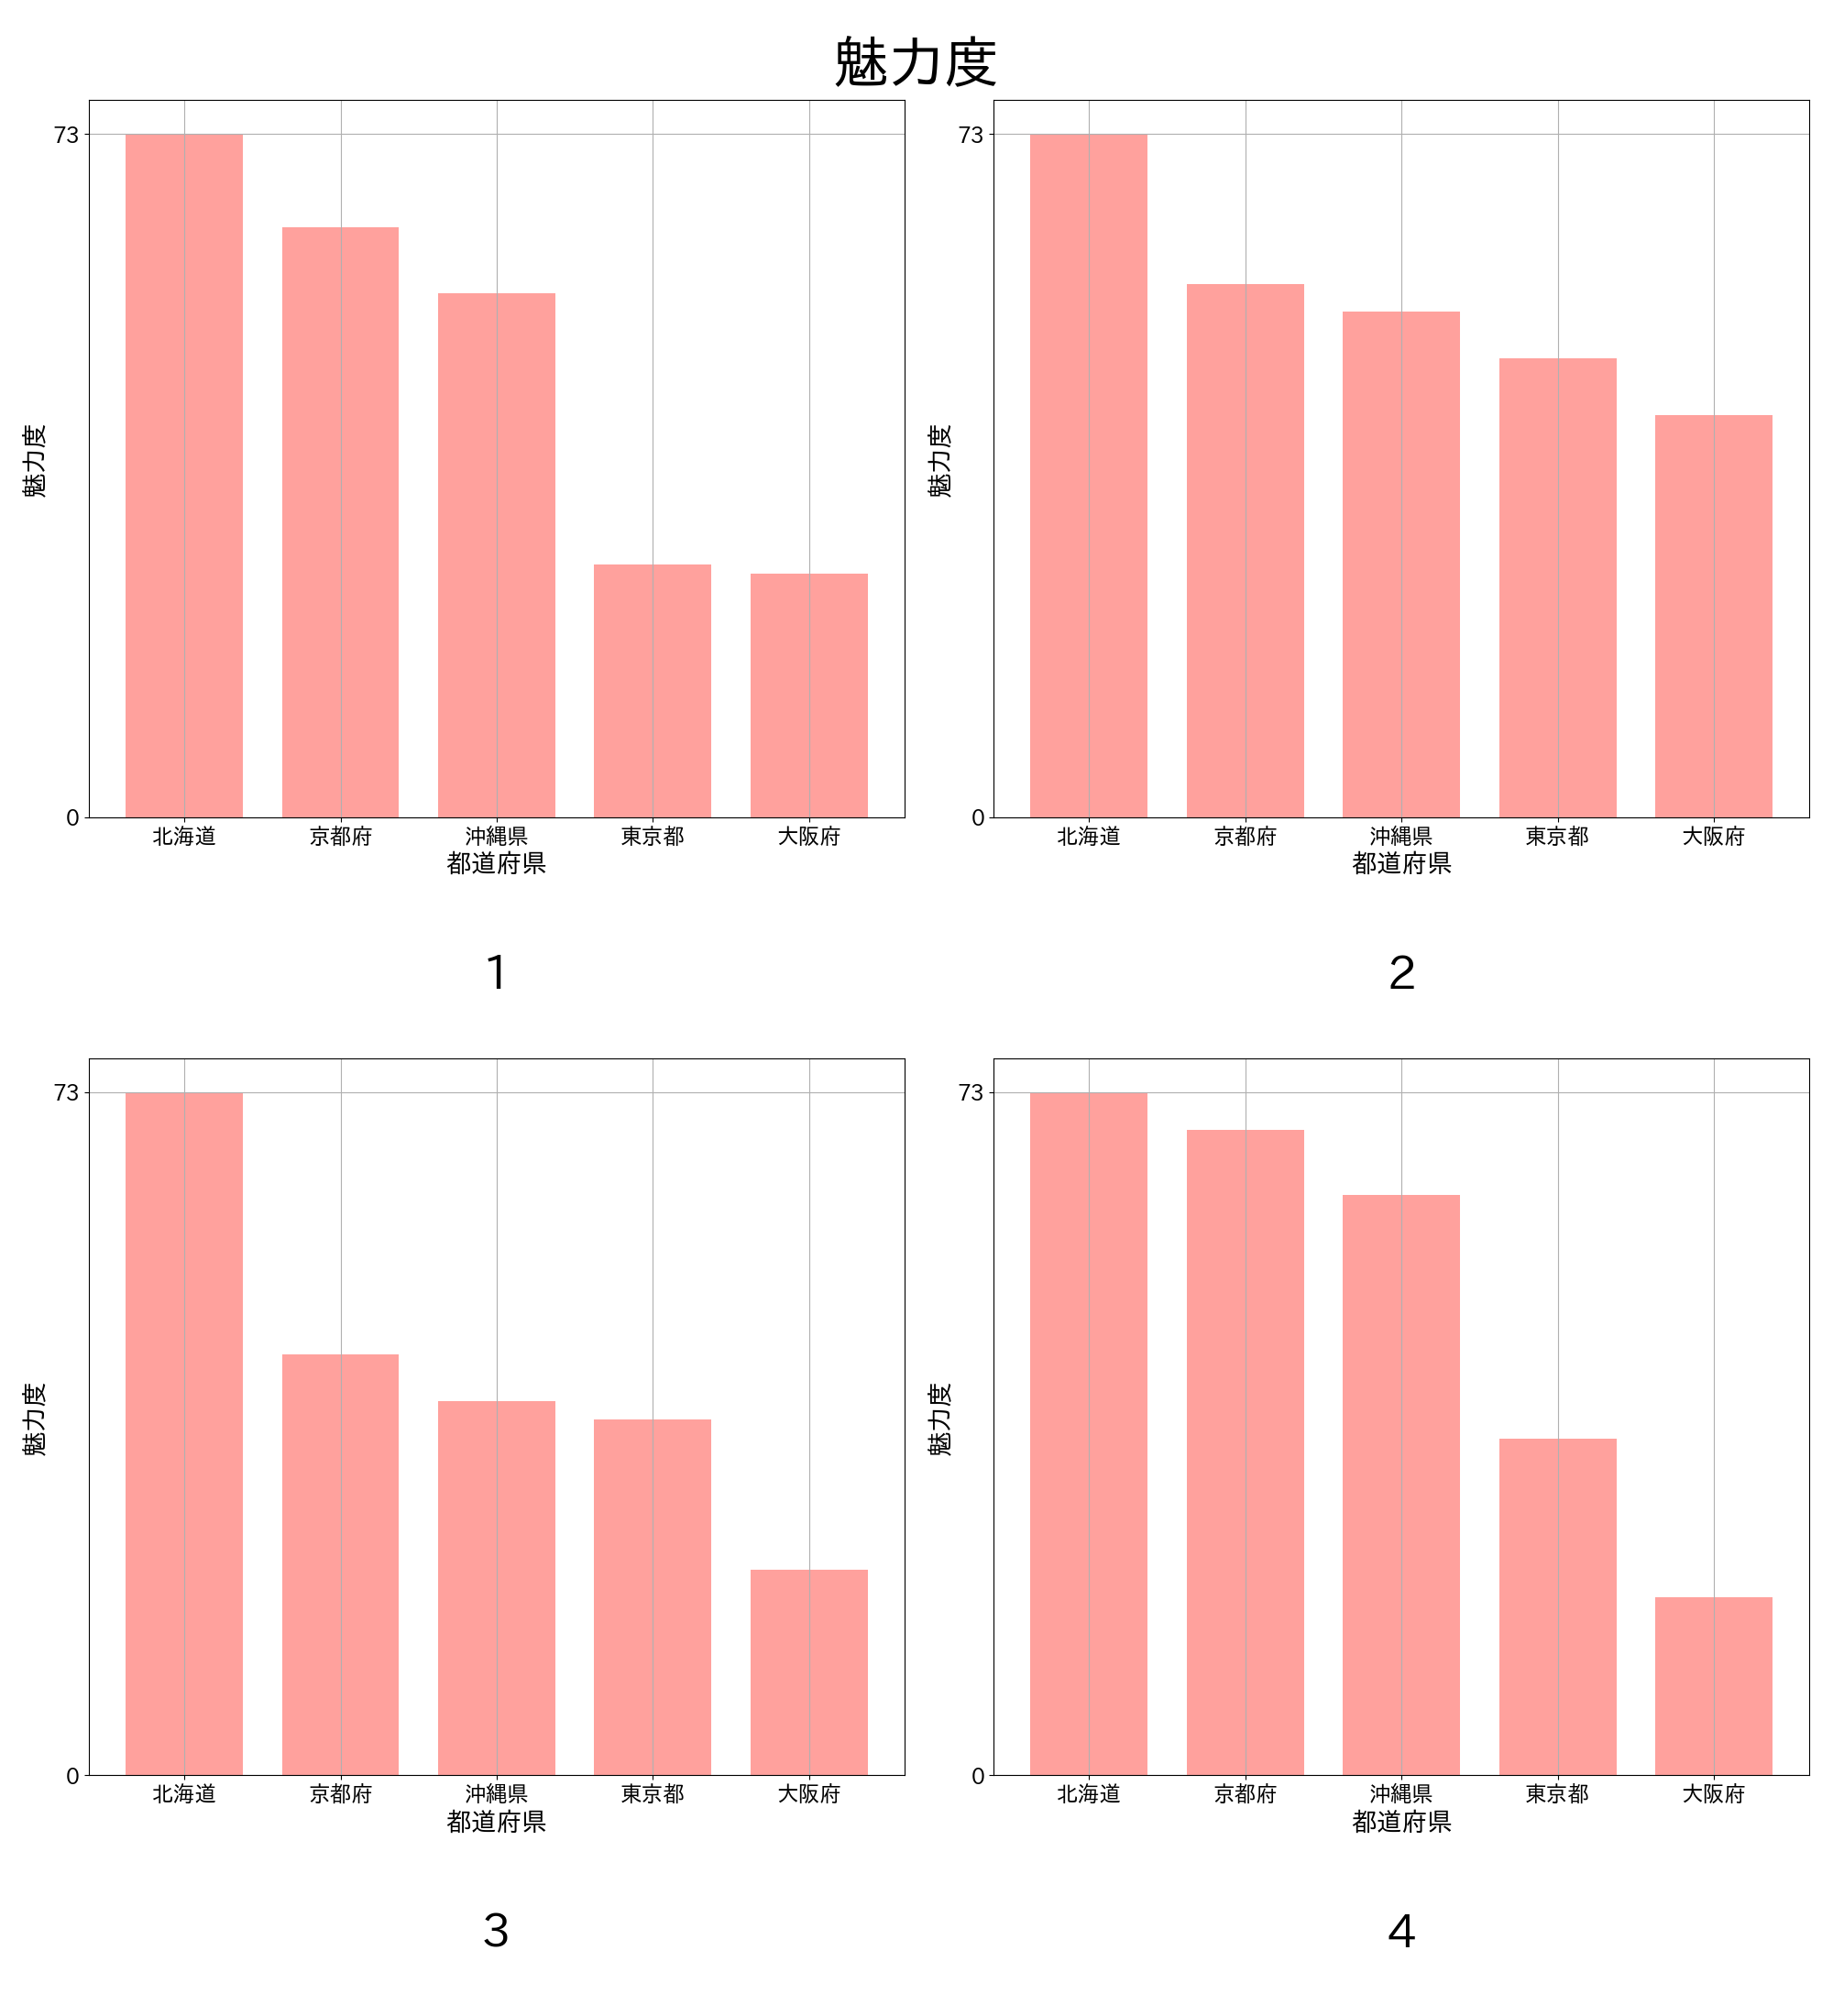 魅力度
73
0
魅力度
北海道 京都府 沖縄県 東京都 大阪府
都道府県
1
73
0
魅力度
北海道 京都府 沖縄県 東京都 大阪府
都道府県
2
73
0
魅力度
北海道 京都府 沖縄県 東京都 大阪府
都道府県
3
73
0
魅力度
北海道 京都府 沖縄県 東京都 大阪府
都道府県
4